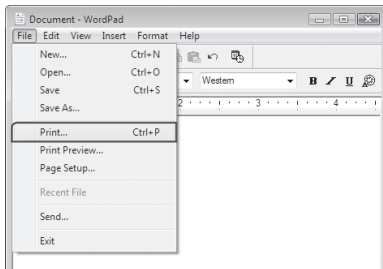 Document - WordPad
File Edit View Insert Format Help
New... Ctrl+N
Open... Ctrl+O
Western B / U
Save Ctrl+S
Save As...
2 3 4
Print... Ctrl+P
Print Preview...
Page Setup...
Recent File
Send...
Exit